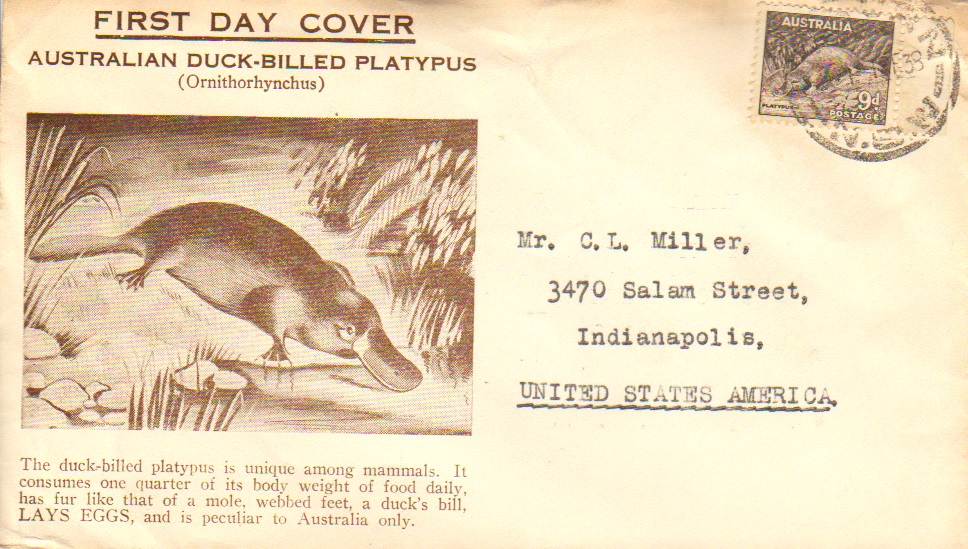 FIRST DAY COVER
AUSTRALIAN DUCK-BILLED PLATYPUS
(Ornithorhynchus)
AUSTRALIA
PLATYPUS
9d.
POSTAGE
38
Mr. C.L. Miller,
3470 Salam Street,
Indianapolis,
UNITED STATES AMERICA.
The duck-billed platypus is unique among mammals. It
consumes one quarter of its body weight of food daily,
has fur like that of a mole, webbed feet, a duck's bill,
LAYS EGGS, and is peculiar to Australia only.